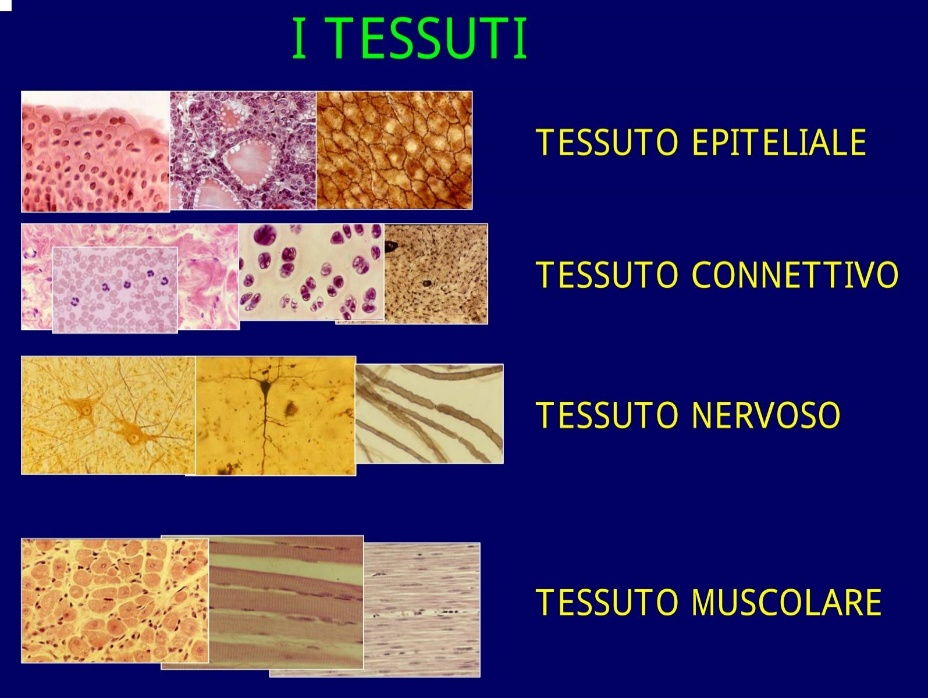 I TESSUTI
TESSUTO EPITELIALE
TESSUTO CONNETTIVO
TESSUTO NERVOSO
TESSUTO MUSCOLARE